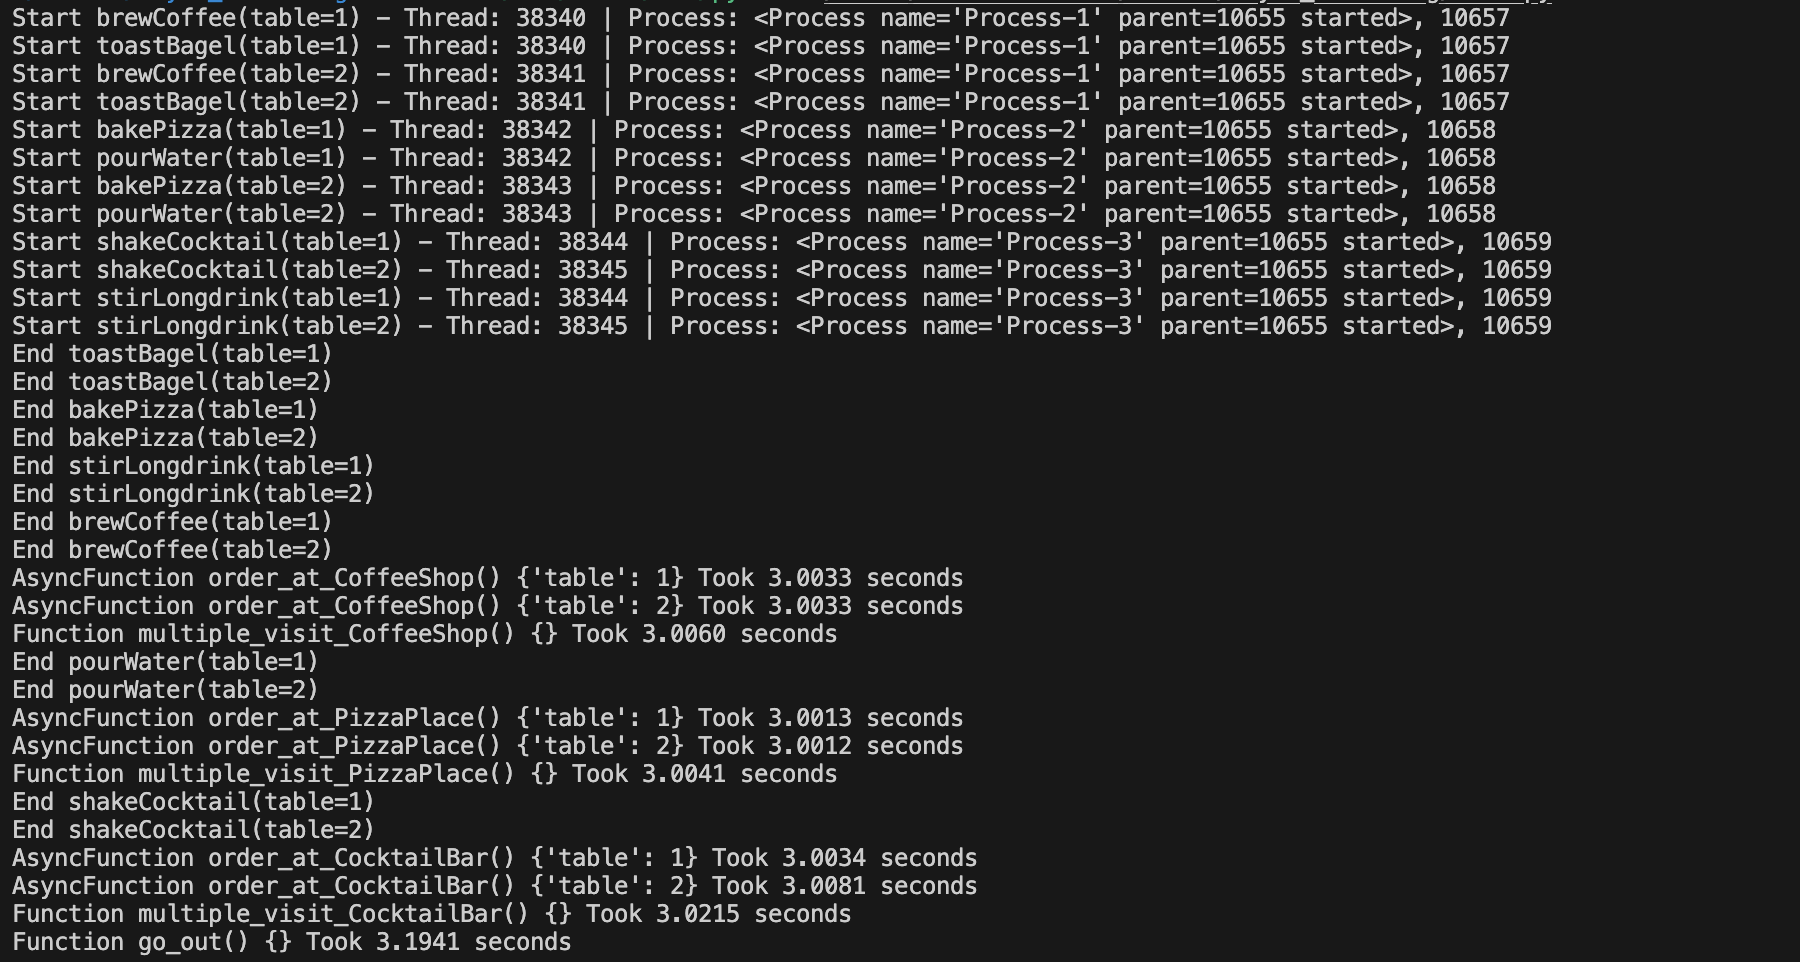 Start brewCoffee(table=1) – Thread: 38340 | Process: <Process name='Process-1' parent=10655 started>, 10657
Start toastBagel(table=1) – Thread: 38340 | Process: <Process name='Process-1' parent=10655 started>, 10657
Start brewCoffee(table=2) – Thread: 38341 | Process: <Process name='Process-1' parent=10655 started>, 10657
Start toastBagel(table=2) – Thread: 38341 | Process: <Process name='Process-1' parent=10655 started>, 10657
Start bakePizza(table=1) – Thread: 38342 | Process: <Process name='Process-2' parent=10655 started>, 10658
Start pourWater(table=1) – Thread: 38342 | Process: <Process name='Process-2' parent=10655 started>, 10658
Start bakePizza(table=2) – Thread: 38343 | Process: <Process name='Process-2' parent=10655 started>, 10658
Start pourWater(table=2) – Thread: 38343 | Process: <Process name='Process-2' parent=10655 started>, 10658
Start shakeCocktail(table=1) – Thread: 38344 | Process: <Process name='Process-3' parent=10655 started>, 10659
Start shakeCocktail(table=2) – Thread: 38345 | Process: <Process name='Process-3' parent=10655 started>, 10659
Start stirLongdrink(table=1) – Thread: 38344 | Process: <Process name='Process-3' parent=10655 started>, 10659
Start stirLongdrink(table=2) – Thread: 38345 | Process: <Process name='Process-3' parent=10655 started>, 10659
End toastBagel(table=1)
End toastBagel(table=2)
End bakePizza(table=1)
End bakePizza(table=2)
End stirLongdrink(table=1)
End stirLongdrink(table=2)
End brewCoffee(table=1)
End brewCoffee(table=2)
AsyncFunction order_at_CoffeeShop() {'table': 1} Took 3.0033 seconds
AsyncFunction order_at_CoffeeShop() {'table': 2} Took 3.0033 seconds
Function multiple_visit_CoffeeShop() {} Took 3.0060 seconds
End pourWater(table=1)
End pourWater(table=2)
AsyncFunction order_at_PizzaPlace() {'table': 1} Took 3.0013 seconds
AsyncFunction order_at_PizzaPlace() {'table': 2} Took 3.0012 seconds
Function multiple_visit_PizzaPlace() {} Took 3.0041 seconds
End shakeCocktail(table=1)
End shakeCocktail(table=2)
AsyncFunction order_at_CocktailBar() {'table': 1} Took 3.0034 seconds
AsyncFunction order_at_CocktailBar() {'table': 2} Took 3.0081 seconds
Function multiple_visit_CocktailBar() {} Took 3.0215 seconds
Function go_out() {} Took 3.1941 seconds